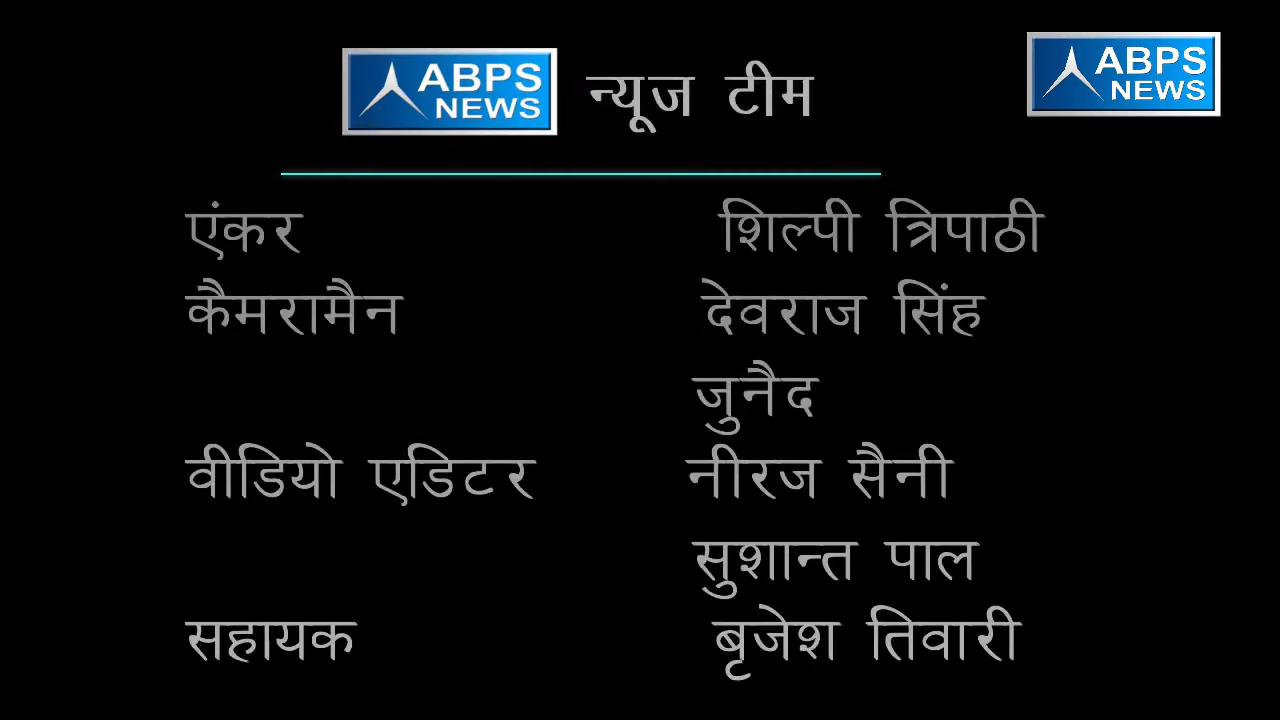 ABPS NEWS न्यूज टीम
ABPS NEWS
एंकर शिल्पी त्रिपाठी
कैमरामैन देवराज सिंह
जुनैद
वीडियो एडिटर नीरज सैनी
सुशान्त पाल
सहायक बृजेश तिवारी